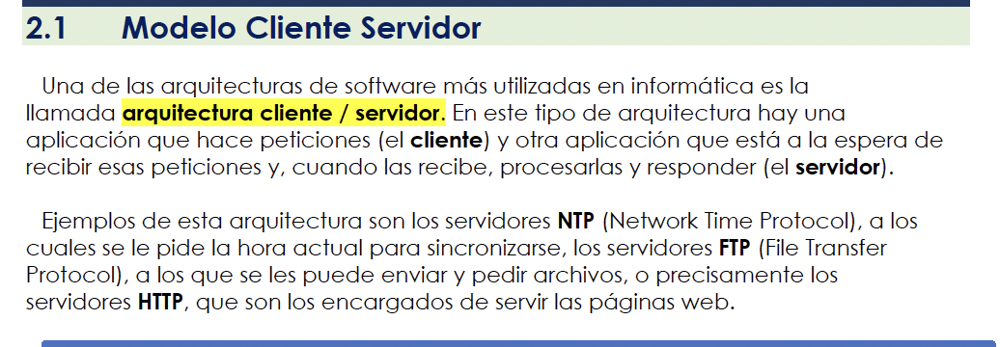 2.1 Modelo Cliente Servidor
Una de las arquitecturas de software más utilizadas en informática es la
llamada arquitectura cliente / servidor. En este tipo de arquitectura hay una
aplicación que hace peticiones (el cliente) y otra aplicación que está a la espera de
recibir esas peticiones y, cuando las recibe, procesarlas y responder (el servidor).
Ejemplos de esta arquitectura son los servidores NTP (Network Time Protocol), a los
cuales se le pide la hora actual para sincronizarse, los servidores FTP (File Transfer
Protocol), a los que se les puede enviar y pedir archivos, o precisamente los
servidores HTTP, que son los encargados de servir las páginas web.